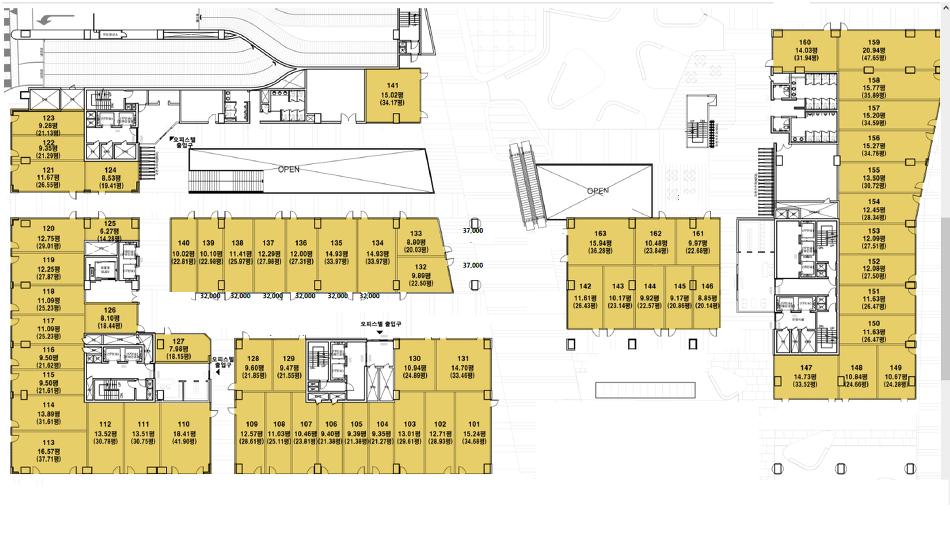 141
15.02평
(34.17평)
160
14.03평
(31.94평)
159
20.94평
(47.65평)
158
15.77평
(35.89평)
157
15.20평
(34.59평)
156
15.27평
(34.76평)
155
13.50평
(30.72평)
154
12.45평
(28.34평)
153
12.09평
(27.51평)
152
12.08평
(27.50평)
151
11.63평
(26.47평)
150
11.63평
(26.47평)
147
14.73평
(33.52평)
148
10.84평
(24.66평)
149
10.67평
(24.28평)
123
9.28평
(21.13평)
122
9.35평
(21.29평)
121
11.67평
(26.55평)
124
8.53평
(19.41평)
오피스텔
출입구
OPEN
OPEN
120
12.75평
(29.01평)
125
6.27평
(14.28평)
119
12.25평
(27.87평)
118
11.09평
(25.23평)
126
8.10평
(18.44평)
117
11.09평
(25.23평)
116
9.50평
(21.62평)
127
7.98평
(18.15평)
115
9.50평
(21.61평)
114
13.89평
(31.61평)
113
16.57평
(37.71평)
112
13.52평
(30.78평)
111
13.51평
(30.75평)
110
18.41평
(41.90평)
오피스텔
출입구
140
10.02평
(22.81평)
139
10.10평
(22.98평)
138
11.41평
(25.97평)
137
12.29평
(27.98평)
136
12.00평
(27.31평)
135
14.93평
(33.97평)
134
14.93평
(33.97평)
133
8.80평
(20.03평)
132
9.89평
(22.50평)
37,000
37,000
32,000 32,000 32,000 32,000 32,000
오피스텔 출입구
128
9.60평
(21.85평)
129
9.47평
(21.55평)
130
10.94평
(24.89평)
131
14.70평
(33.46평)
109
12.57평
(28.61평)
108
11.03평
(25.11평)
107
10.46평
(23.81평)
106
9.40평
(21.38평)
105
9.39평
(21.38평)
104
9.35평
(21.27평)
103
13.01평
(29.61평)
102
12.71평
(28.93평)
101
15.24평
(34.68평)
163
15.94평
(36.28평)
162
10.48평
(23.84평)
161
9.97평
(22.68평)
142
11.61평
(26.43평)
143
10.17평
(23.14평)
144
9.92평
(22.57평)
145
9.17평
(20.86평)
146
8.85평
(20.14평)